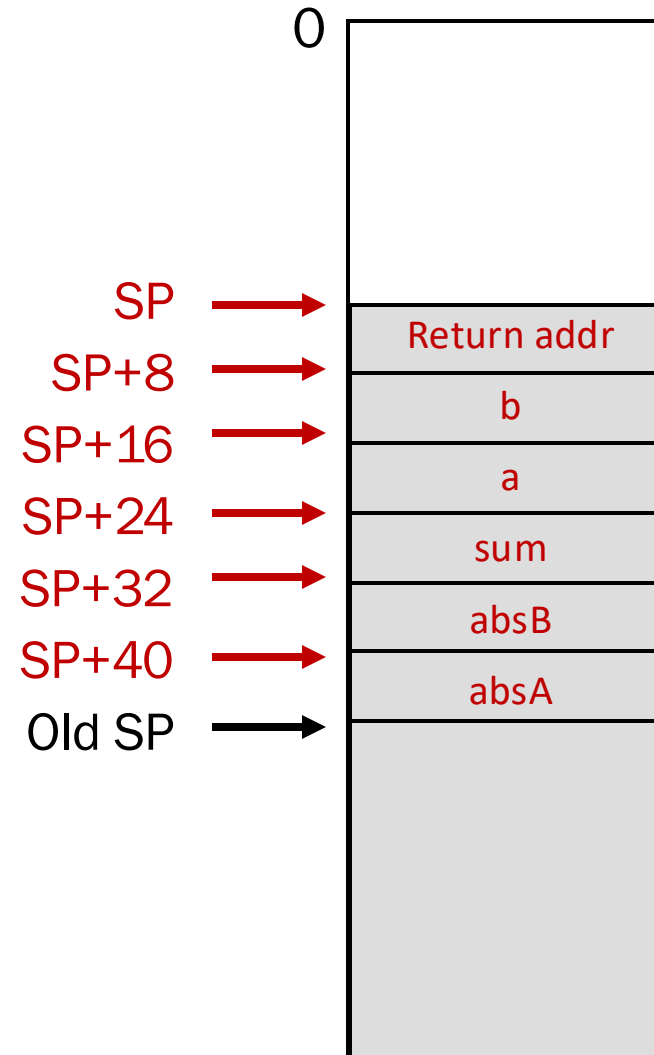 0
SP
Return addr
SP+8
b
SP+16
a
SP+24
sum
SP+32
absB
SP+40
absA
Old SP